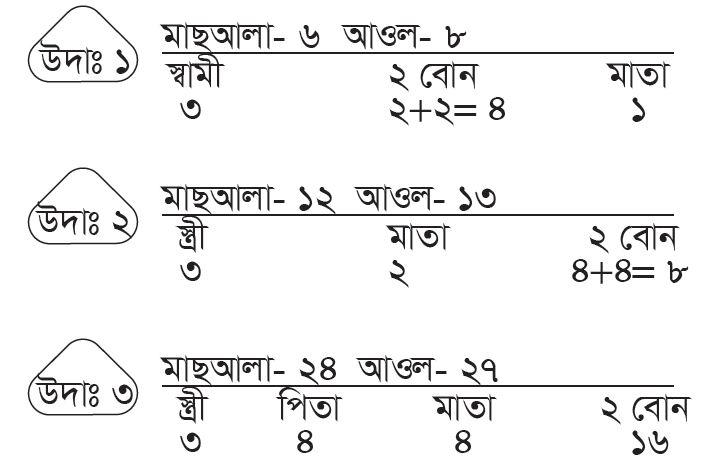 উদাঃ ১
মাছআলা- ৬ আওল- ৮
স্বামী ২ বোন মাতা
৩ ২+২= ৪ ১
উদাঃ ২
মাছআলা- ১২ আওল- ১৩
স্ত্রী মাতা ২ বোন
৩ ২ ৪+৪= ৮
উদাঃ ৩
মাছআলা- ২৪ আওল- ২৭
স্ত্রী পিতা মাতা ২ বোন
৩ ৪ ৪ ১৬